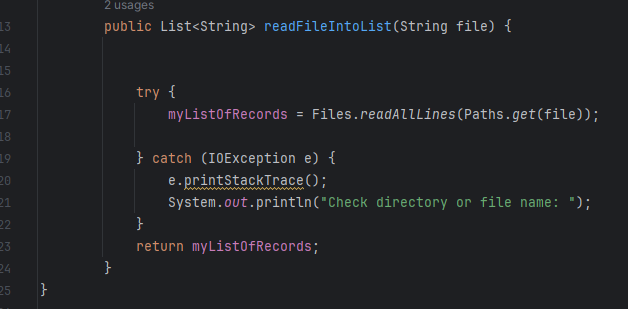 2 usages
13 public List<String> readFileIntoList(String file) {
14
15
16 try {
17 myListOfRecords = Files.readAllLines(Paths.get(file));
18
19 } catch (IOException e) {
20 e.printStackTrace();
21 System.out.println("Check directory or file name: ");
22 }
23 return myListOfRecords;
24 }
25 }